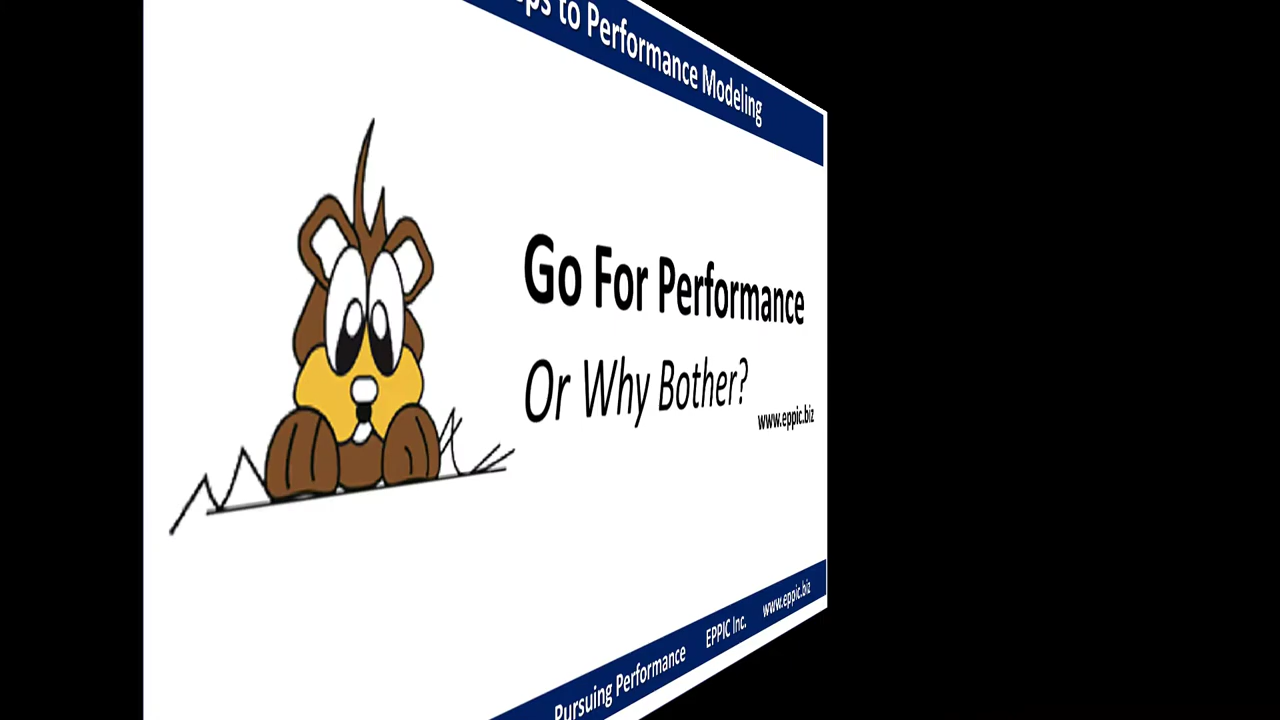 to Performance Modeling
Go For Performance
Or Why Bother?
www.eppic.biz
Pursuing Performance EPPIC Inc. www.eppic.biz